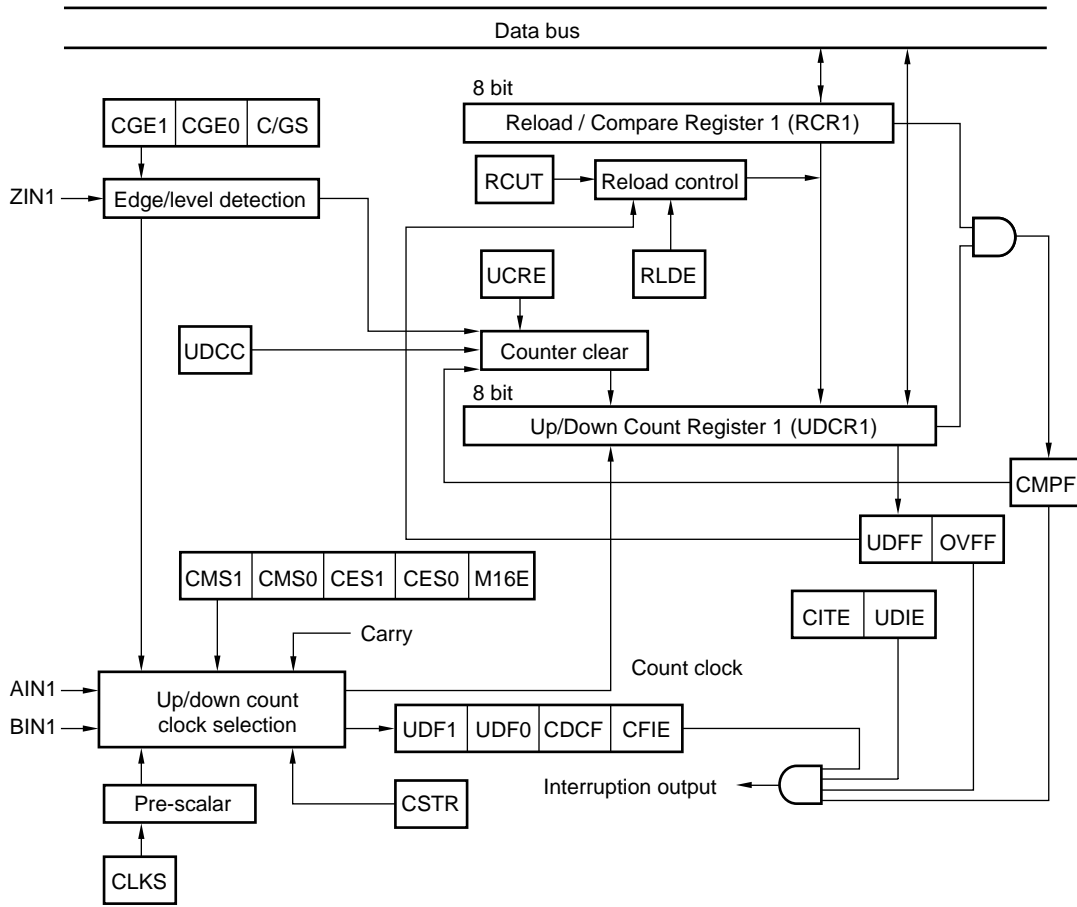 Data bus
8 bit
CGE1 CGE0 C/GS
Reload / Compare Register 1 (RCR1)
RCUT
Reload control
ZIN1
Edge/level detection
UCRE
RLDE
UDCC
Counter clear
8 bit
Up/Down Count Register 1 (UDCR1)
CMPF
UDFF OVFF
CMS1 CMS0 CES1 CES0 M16E
CITE UDIE
Carry
Count clock
AIN1
BIN1
Up/down count
clock selection
UDF1 UDF0 CDCF CFIE
Interruption output
Pre-scalar
CSTR
CLKS